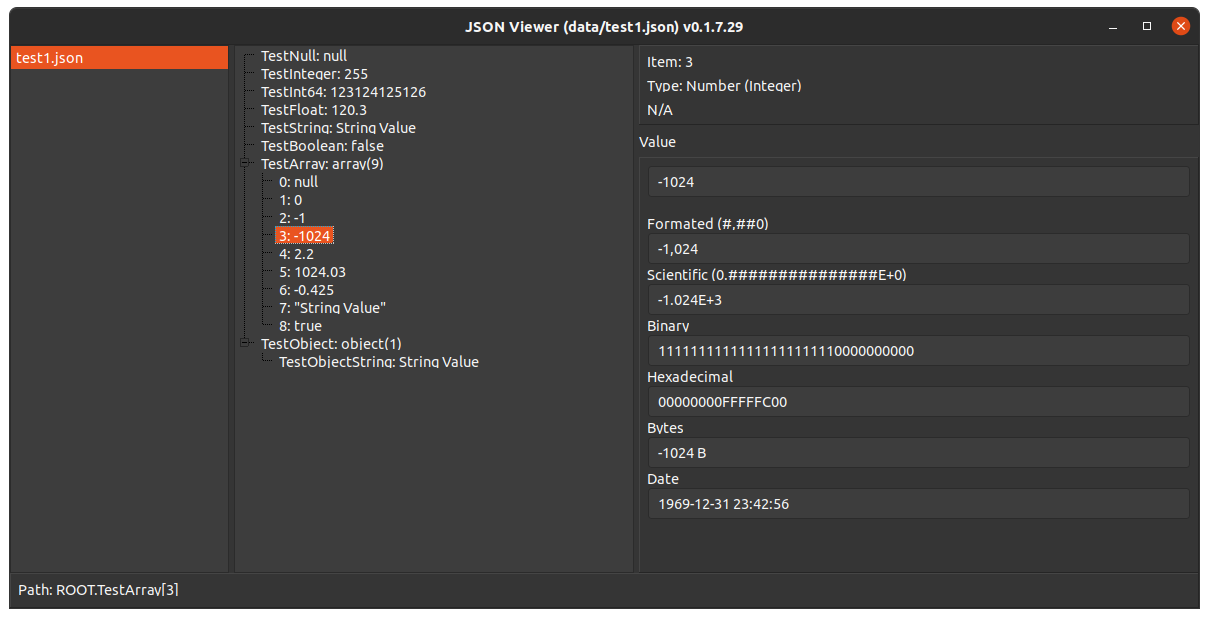 JSON Viewer (data/test1.json) v0.1.7.29
test1.json
TestNull: null
TestInteger: 255
TestInt64: 123124125126
TestFloat: 120.3
TestString: String Value
TestBoolean: false
TestArray: array(9)
0: null
1: 0
2: -1
3: -1024
4: 2.2
5: 1024.03
6: -0.425
7: "String Value"
8: true
TestObject: object(1)
TestObjectString: String Value
Item: 3
Type: Number (Integer)
N/A
Value
-1024
Formated (#,##0)
-1,024
Scientific (0.###############E+0)
-1.024E+3
Binary
11111111111111111111110000000000
Hexadecimal
00000000FFFFFC00
Bytes
-1024 B
Date
1969-12-31 23:42:56
Path: ROOT.TestArray[3]